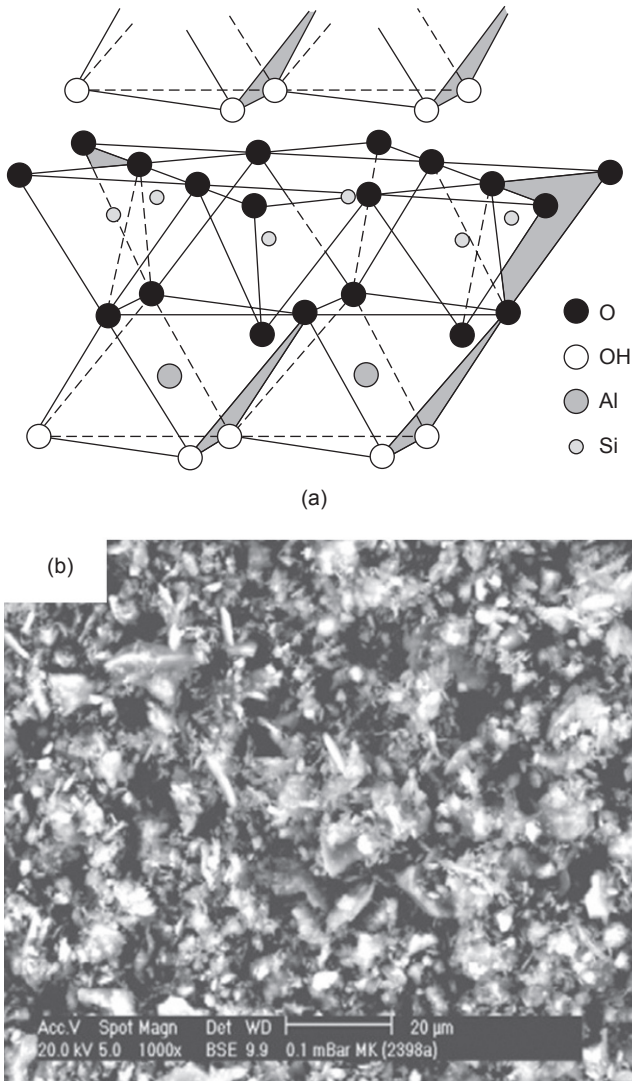 O
OH
Al
Si
(a)
(b)
Acc.V Spot Magn Det WD 20 µm
20.0 kV 5.0 1000x BSE 9.9 0.1 mBar MK (2398a)